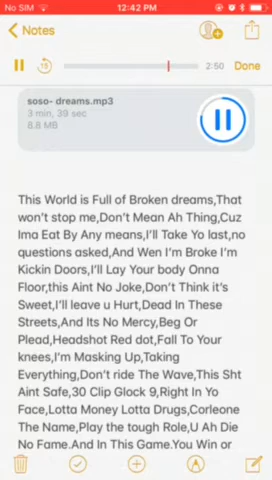 No SIM 12:42 PM
Notes
2:50 Done
15
soso- dreams.mp3
3 min, 39 sec
8.8 MB
This World is Full of Broken dreams,That
won't stop me,Don't Mean Ah Thing,Cuz
Ima Eat By Any means,I'll Take Yo last,no
questions asked,And Wen I'm Broke I'm
Kickin Doors,I'll Lay Your body Onna
Floor,this Aint No Joke,Don't Think it's
Sweet,I'll leave u Hurt,Dead In These
Streets,And Its No Mercy,Beg Or
Plead,Headshot Red dot,Fall To Your
knees,I'm Masking Up,Taking
Everything,Don't ride The Wave,This Sht
Aint Safe,30 Clip Glock 9,Right In Yo
Face,Lotta Money Lotta Drugs,Corleone
The Name,Play the tough Role,U Ah Die
No Fame.And In This Game.You Win or